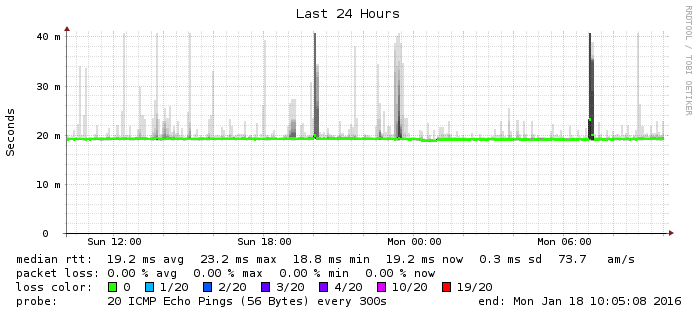 Last 24 Hours
RRDTOOL / TOBI OETIKER
Seconds
40 m
30 m
20 m
10 m
0
Sun 12:00 Sun 18:00 Mon 00:00 Mon 06:00
median rtt: 19.2 ms avg 23.2 ms max 18.8 ms min 19.2 ms now 0.3 ms sd 73.7 am/s
packet loss: 0.00 % avg 0.00 % max 0.00 % min 0.00 % now
loss color: 0 1/20 2/20 3/20 4/20 10/20 19/20
probe: 20 ICMP Echo Pings (56 Bytes) every 300s end: Mon Jan 18 10:05:08 2016